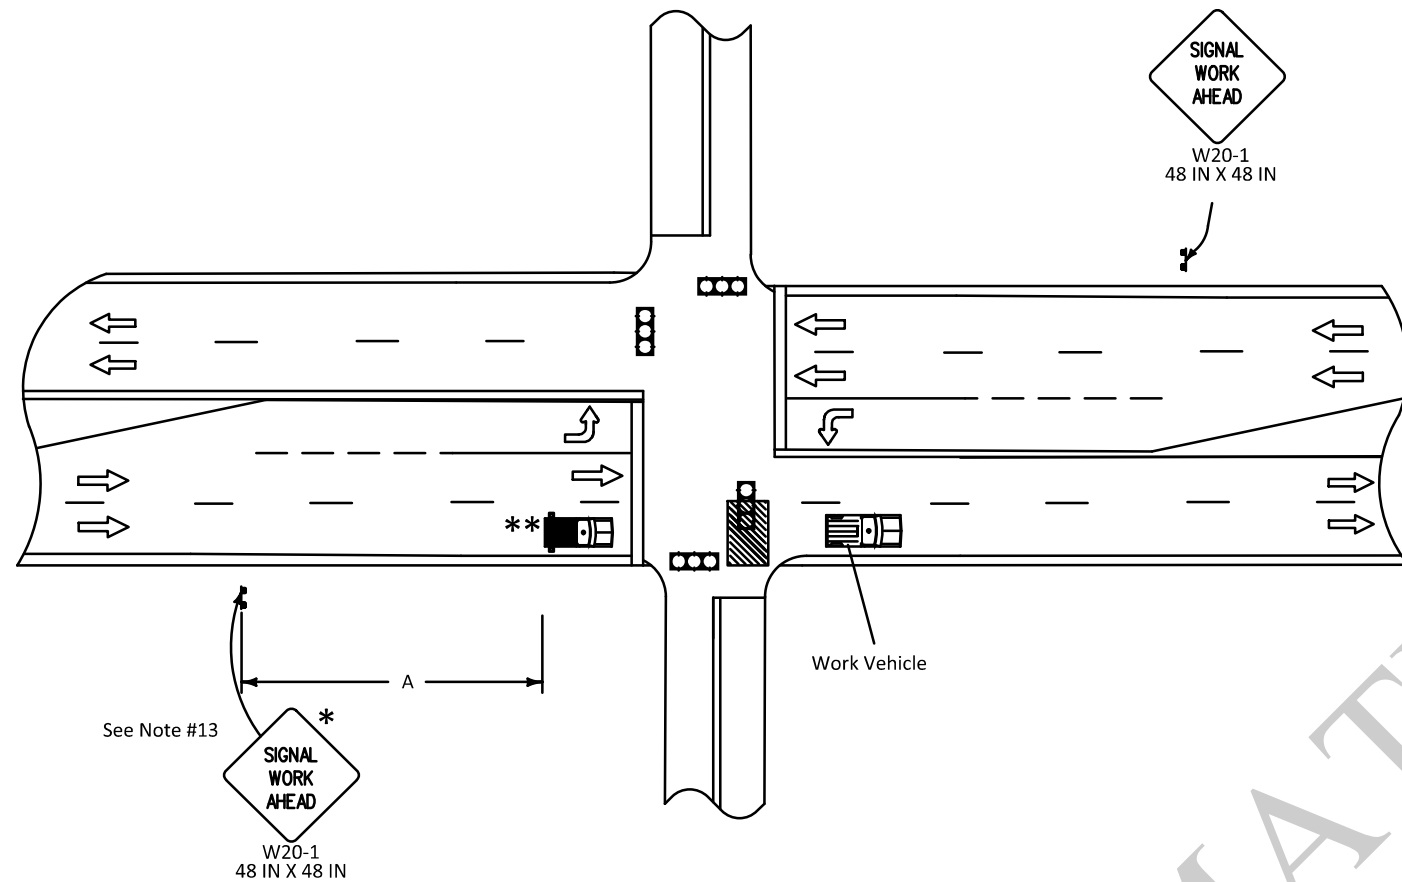 SIGNAL
WORK
AHEAD
W20-1
48 IN X 48 IN
**
Work Vehicle
A
See Note #13
*
SIGNAL
WORK
AHEAD
W20-1
48 IN X 48 IN
MAT